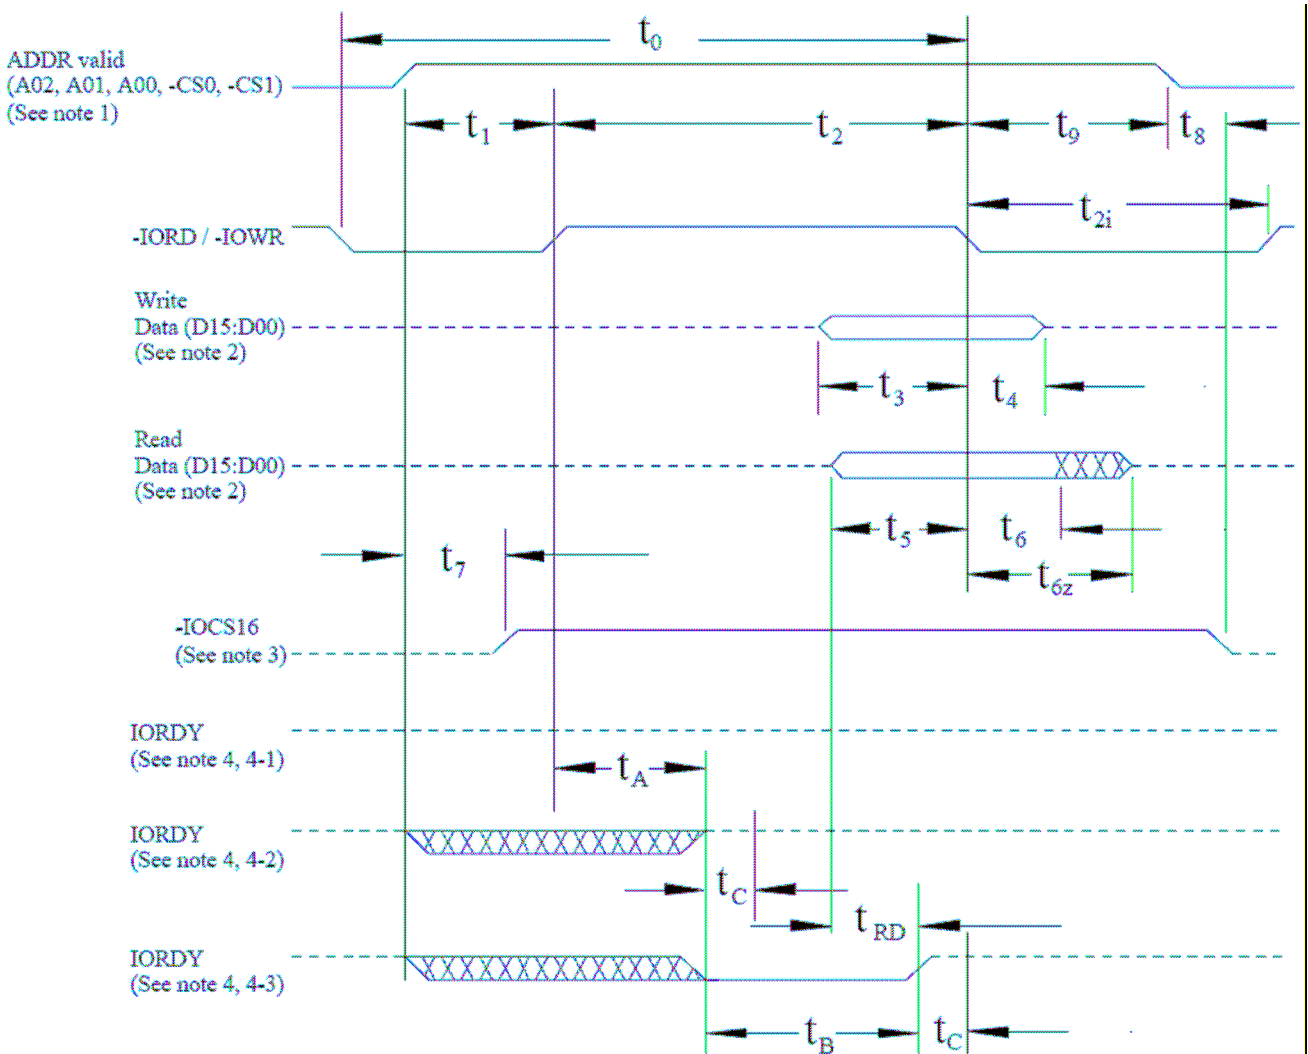 t0
ADDR valid
(A02, A01, A00, -CS0, -CS1)
(See note 1)
t1
t2
t9
t8
t2i
-IORD / -IOWR
Write
Data (D15:D00)
(See note 2)
t3
t4
Read
Data (D15:D00)
(See note 2)
t5
t6
t7
t6z
-IOCS16
(See note 3)
IORDY
(See note 4, 4-1)
tA
IORDY
(See note 4, 4-2)
tC
tRD
IORDY
(See note 4, 4-3)
tB
tC